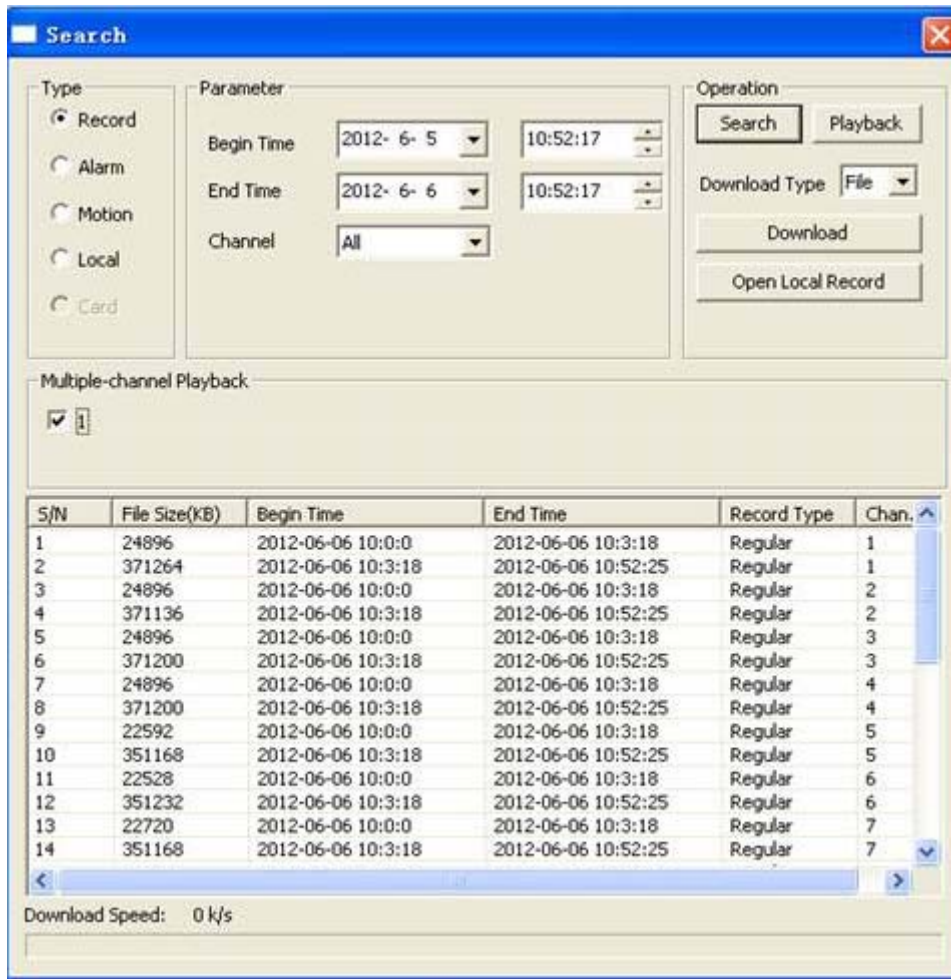 Search
Type
Record
Alarm
Motion
Local
Card
Parameter
Begin Time 2012- 6- 5 10:52:17
End Time 2012- 6- 6 10:52:17
Channel All
Operation
Search Playback
Download Type File
Download
Open Local Record
Multiple-channel Playback
1
S/N File Size(KB) Begin Time End Time Record Type Chan.
1 24896 2012-06-06 10:0:0 2012-06-06 10:3:18 Regular 1
2 371264 2012-06-06 10:3:18 2012-06-06 10:52:25 Regular 1
3 24896 2012-06-06 10:0:0 2012-06-06 10:3:18 Regular 2
4 371136 2012-06-06 10:3:18 2012-06-06 10:52:25 Regular 2
5 24896 2012-06-06 10:0:0 2012-06-06 10:3:18 Regular 3
6 371200 2012-06-06 10:3:18 2012-06-06 10:52:25 Regular 3
7 24896 2012-06-06 10:0:0 2012-06-06 10:3:18 Regular 4
8 371200 2012-06-06 10:3:18 2012-06-06 10:52:25 Regular 4
9 22592 2012-06-06 10:0:0 2012-06-06 10:3:18 Regular 5
10 351168 2012-06-06 10:3:18 2012-06-06 10:52:25 Regular 5
11 22528 2012-06-06 10:0:0 2012-06-06 10:3:18 Regular 6
12 351232 2012-06-06 10:3:18 2012-06-06 10:52:25 Regular 6
13 22720 2012-06-06 10:0:0 2012-06-06 10:3:18 Regular 7
14 351168 2012-06-06 10:3:18 2012-06-06 10:52:25 Regular 7
Download Speed: 0 k/s